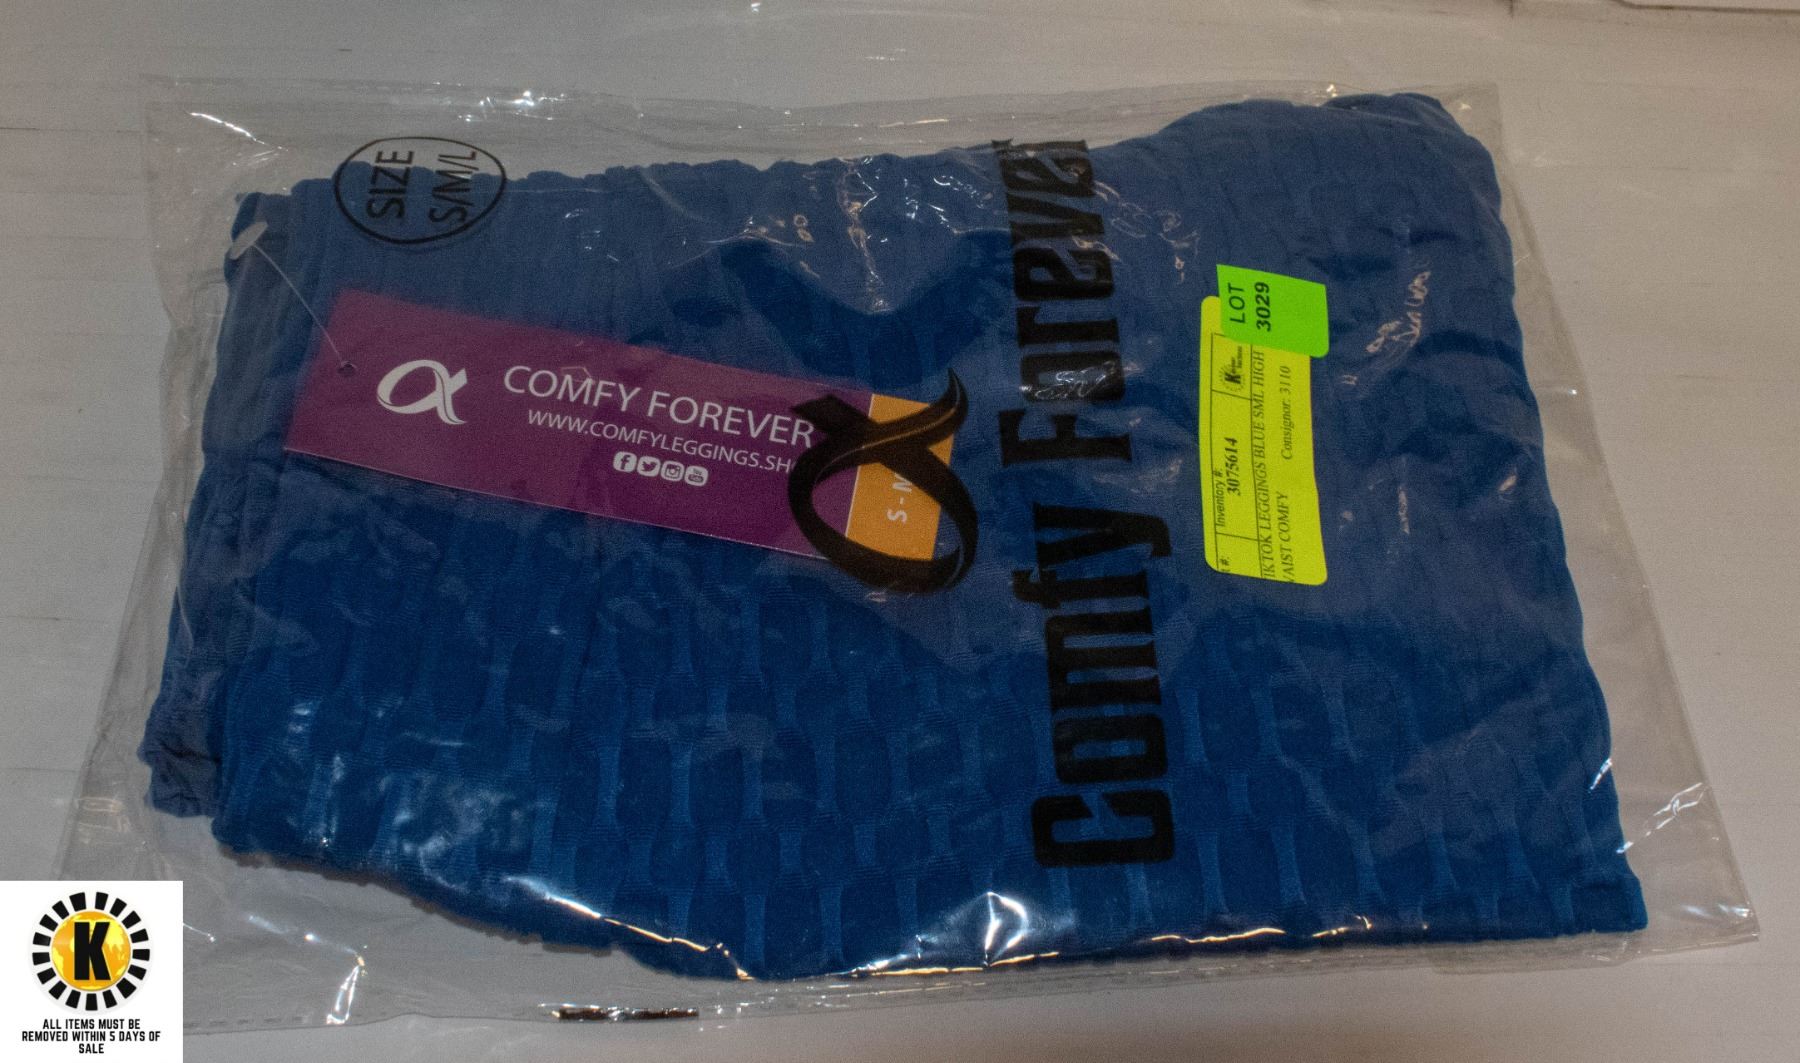 SIZE
S/M/L
COMFY FOREVER
WWW.COMFYLEGGINGS.SH
S - M
Comfy Forever
LOT
3029
Inventory #:
3075614
IKTOK LEGGINGS BLUE SML HIGH
AIST COMFY Consignor: 3110
K
ALL ITEMS MUST BE
REMOVED WITHIN 5 DAYS OF
SALE